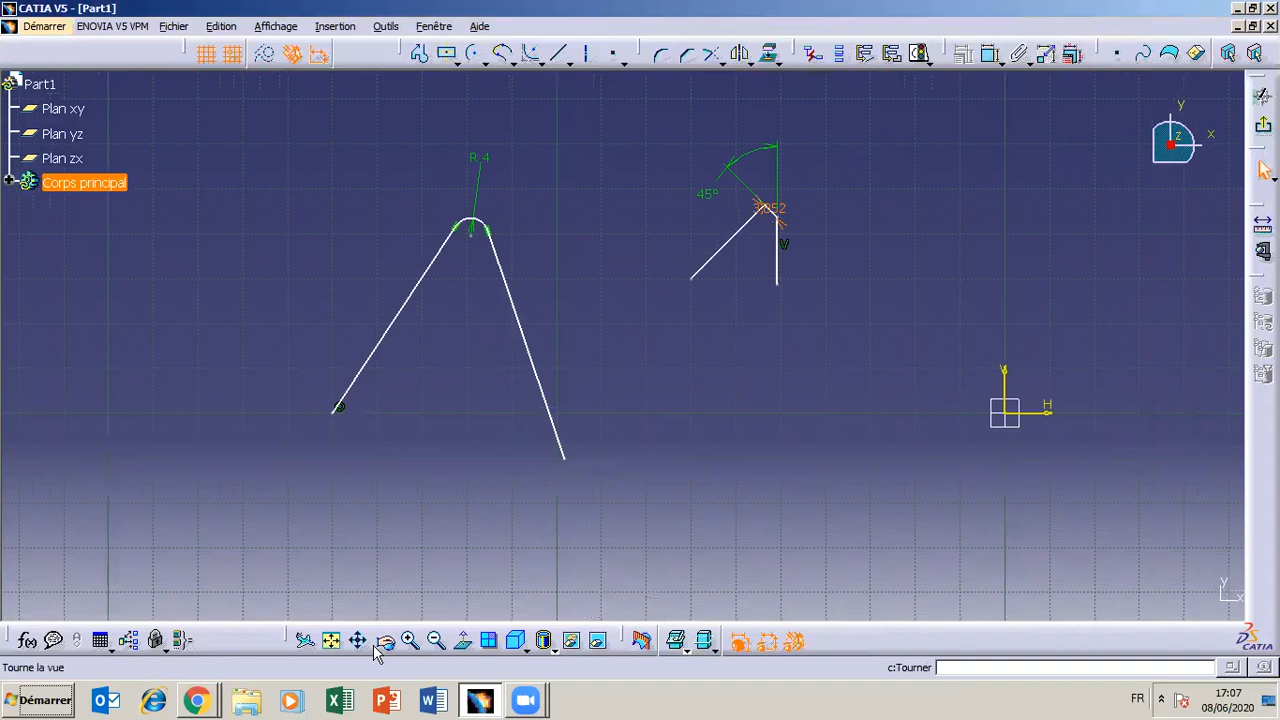 CATIA V5 - [Part1]
Démarrer ENOVIA V5 VPM Fichier Edition Affichage Insertion Outils Fenêtre Aide
Part1
Plan xy
Plan yz
Plan zx
Corps principal
R 4
45°
V
y
x
z
V
H
y
x
f(x)
CATIA
Tourne la vue
c:Tourner
Démarrer
FR
17:07
08/06/2020